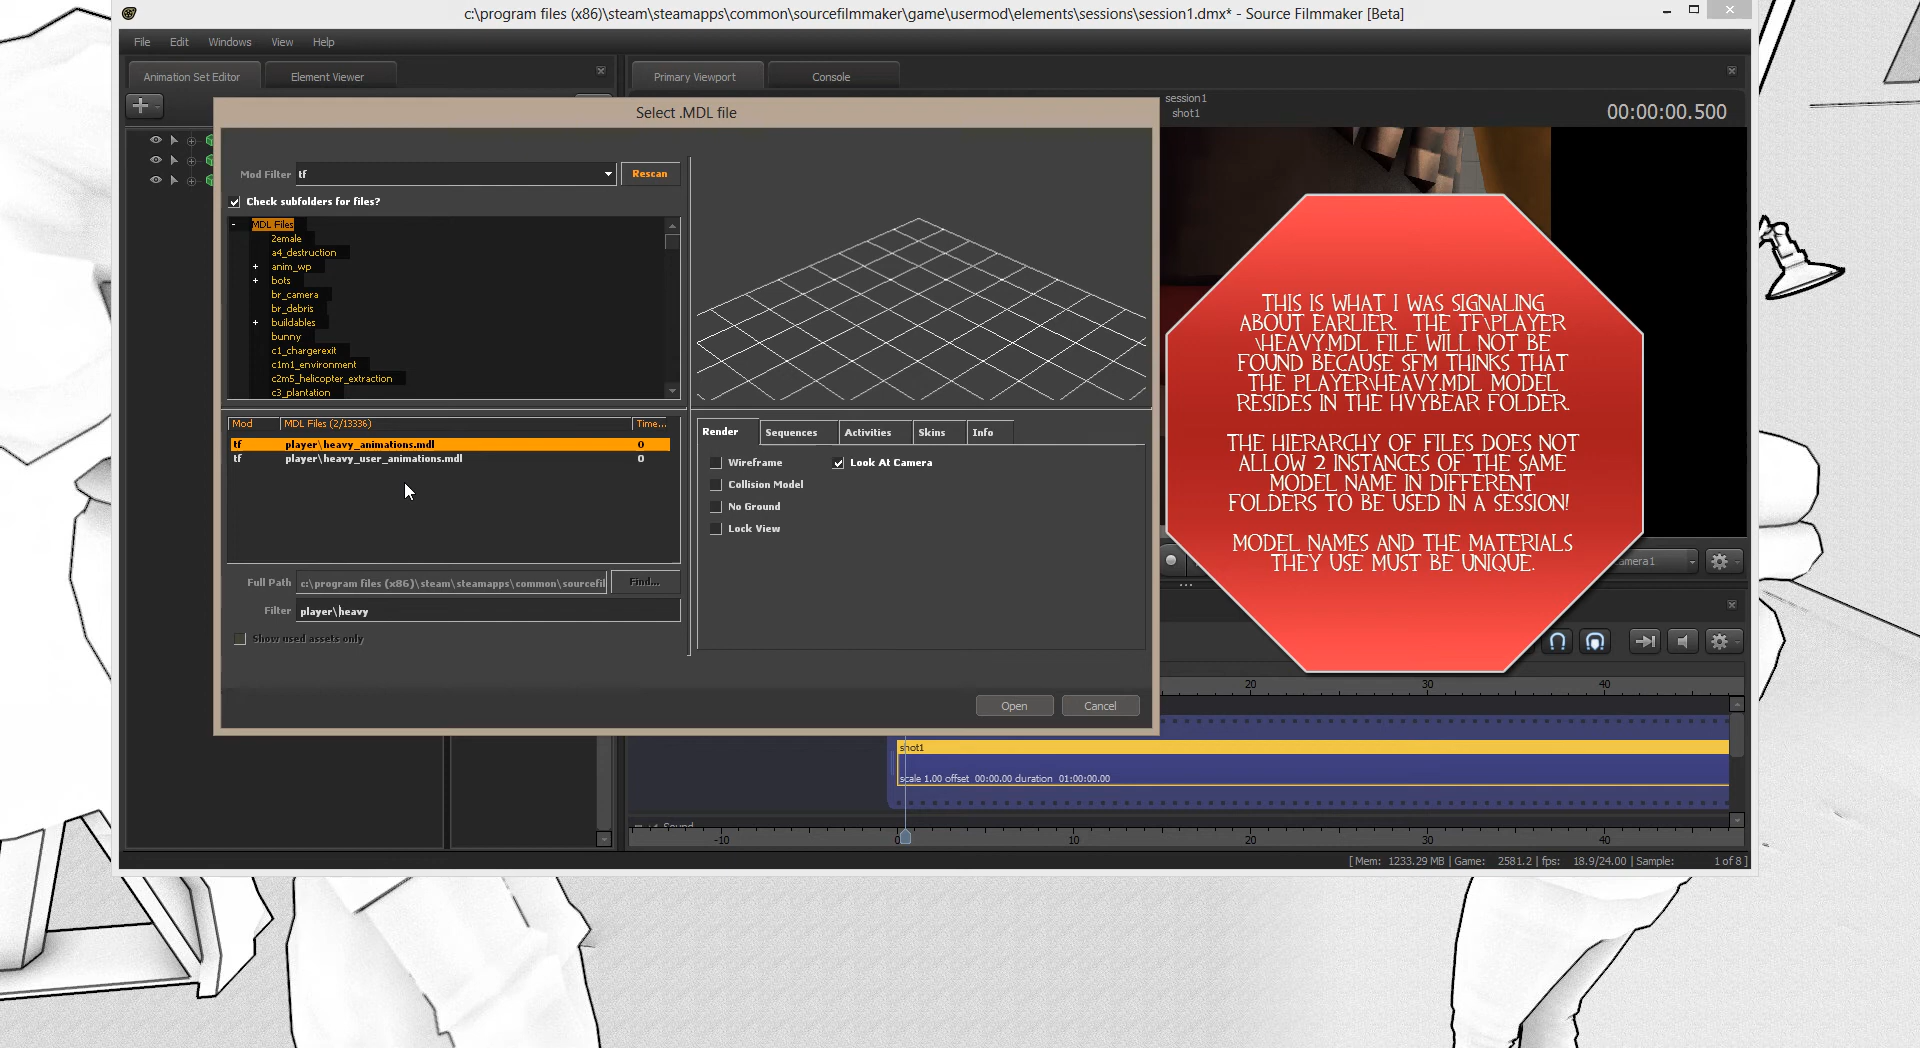 c:\program files (x86)\steam\steamapps\common\sourcefilmmaker\game\usermod\elements\sessions\session1.dmx* - Source Filmmaker [Beta]
File Edit Windows View Help
Animation Set Editor Element Viewer
Primary Viewport Console
session1
shot1
00:00:00.500
Select .MDL file
Mod Filter tf Rescan
Check subfolders for files?
MDL Files
2emale
a4_destruction
anim_wp
bots
br_camera
br_debris
buildables
bunny
c1_chargerexit
c1m1_environment
c2m5_helicopter_extraction
c3_plantation
Mod MDL Files (2/13336) Time...
tf player\heavy_animations.mdl 0
tf player\heavy_user_animations.mdl 0
Full Path c:\program files (x86)\steam\steamapps\common\sourcefil Find...
Filter player\heavy
Show used assets only
Render Sequences Activities Skins Info
Wireframe Look At Camera
Collision Model
No Ground
Lock View
Open Cancel
THIS IS WHAT I WAS SIGNALING
ABOUT EARLIER. THE TF\PLAYER
\HEAVY.MDL FILE WILL NOT BE
FOUND BECAUSE SFM THINKS THAT
THE PLAYER\HEAVY.MDL MODEL
RESIDES IN THE HVYBEAR FOLDER.
THE HIERARCHY OF FILES DOES NOT
ALLOW 2 INSTANCES OF THE SAME
MODEL NAME IN DIFFERENT
FOLDERS TO BE USED IN A SESSION!
MODEL NAMES AND THE MATERIALS
THEY USE MUST BE UNIQUE.
amera1
20 30 40
shot1
scale 1.00 offset 00:00.00 duration 01:00:00.00
Sound
-10 0 10 20 30 40
[ Mem: 1233.29 MB | Game: 2581.2 | fps: 18.9/24.00 | Sample: 1 of 8 ]